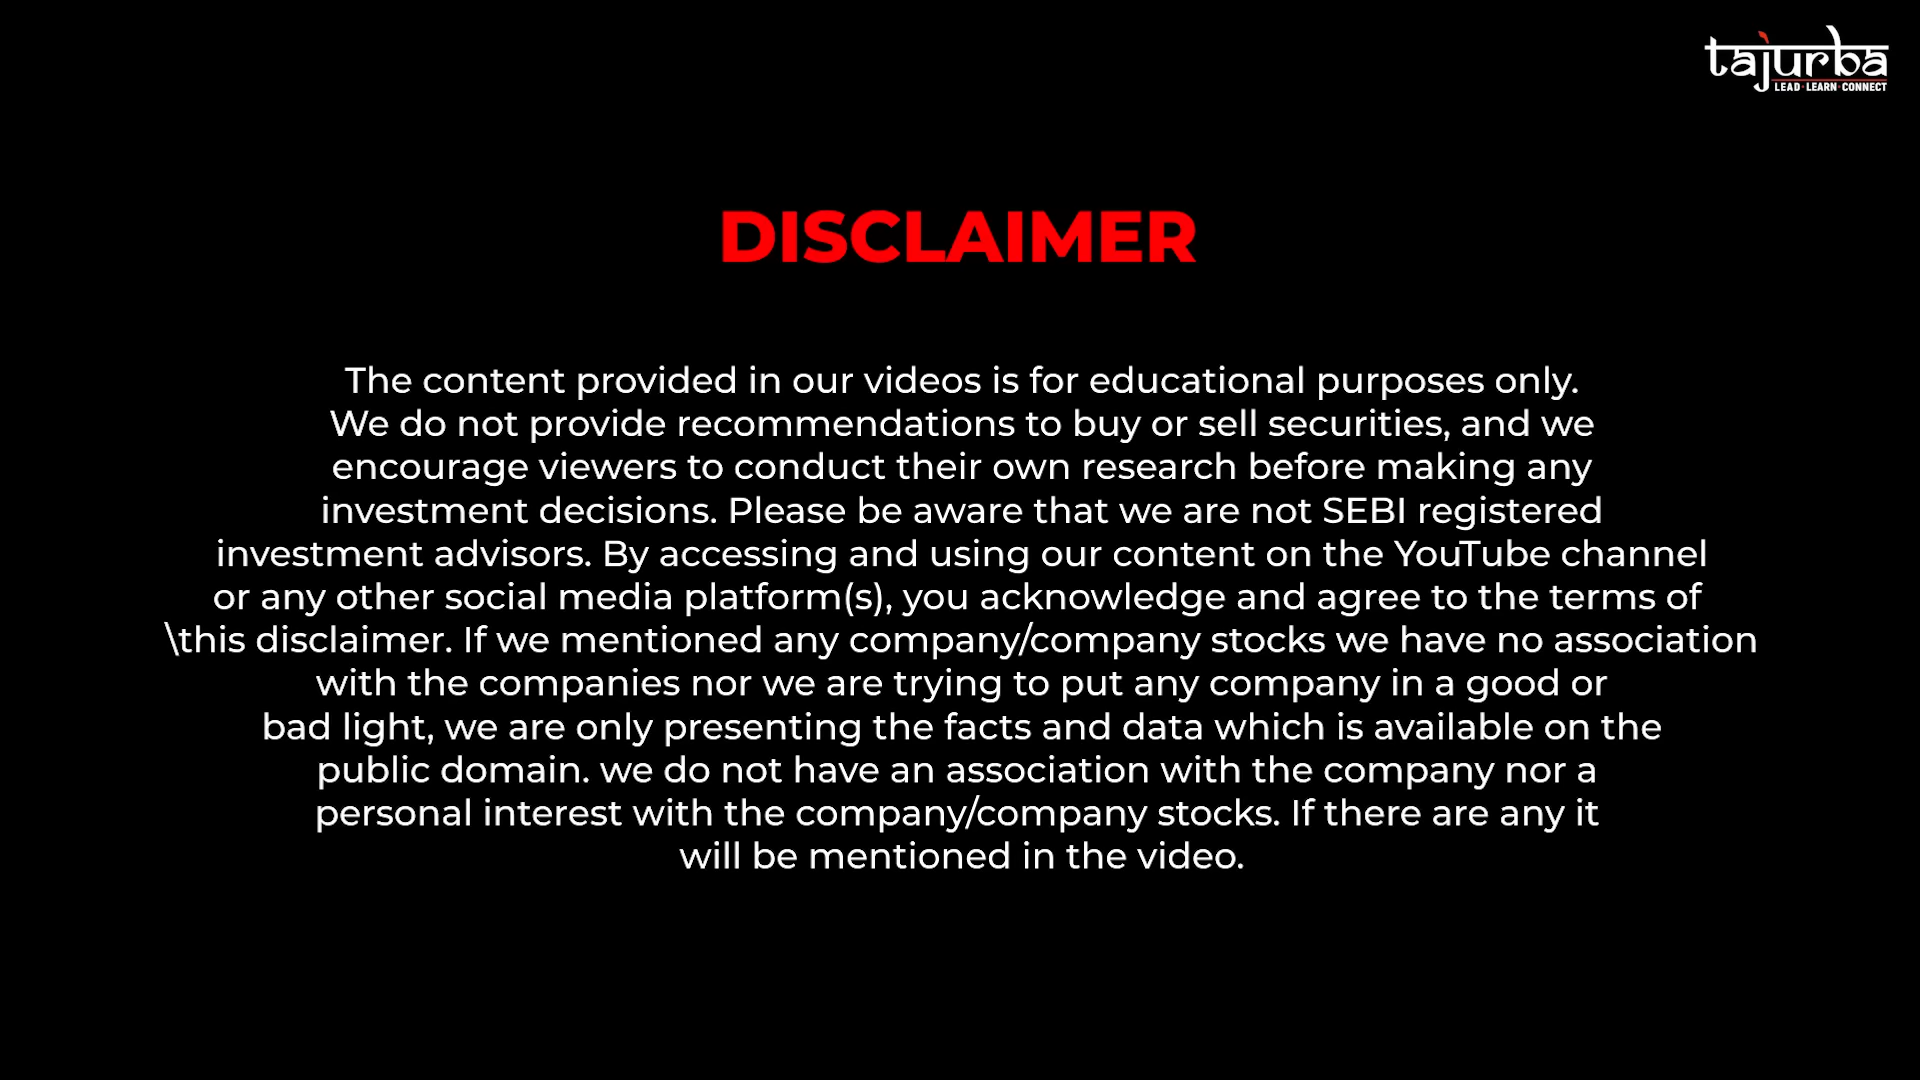 tajurba
LEAD · LEARN · CONNECT
DISCLAIMER
The content provided in our videos is for educational purposes only.
We do not provide recommendations to buy or sell securities, and we
encourage viewers to conduct their own research before making any
investment decisions. Please be aware that we are not SEBI registered
investment advisors. By accessing and using our content on the YouTube channel
or any other social media platform(s), you acknowledge and agree to the terms of
\this disclaimer. If we mentioned any company/company stocks we have no association
with the companies nor we are trying to put any company in a good or
bad light, we are only presenting the facts and data which is available on the
public domain. we do not have an association with the company nor a
personal interest with the company/company stocks. If there are any it
will be mentioned in the video.